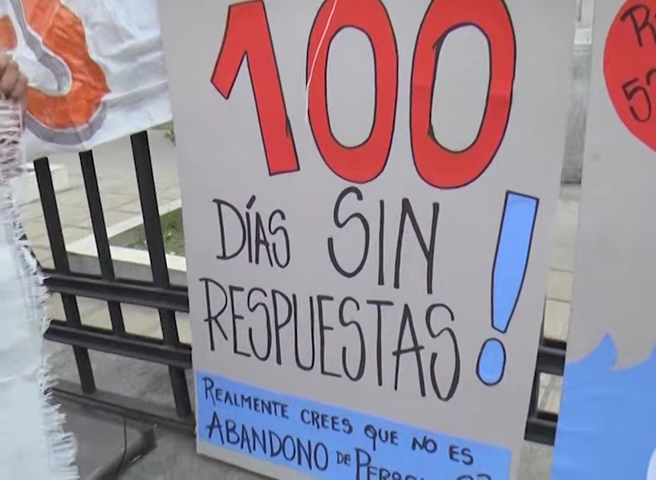 100
DÍAS SIN
RESPUESTAS!
REALMENTE CREES QUE NO ES
ABANDONO DE